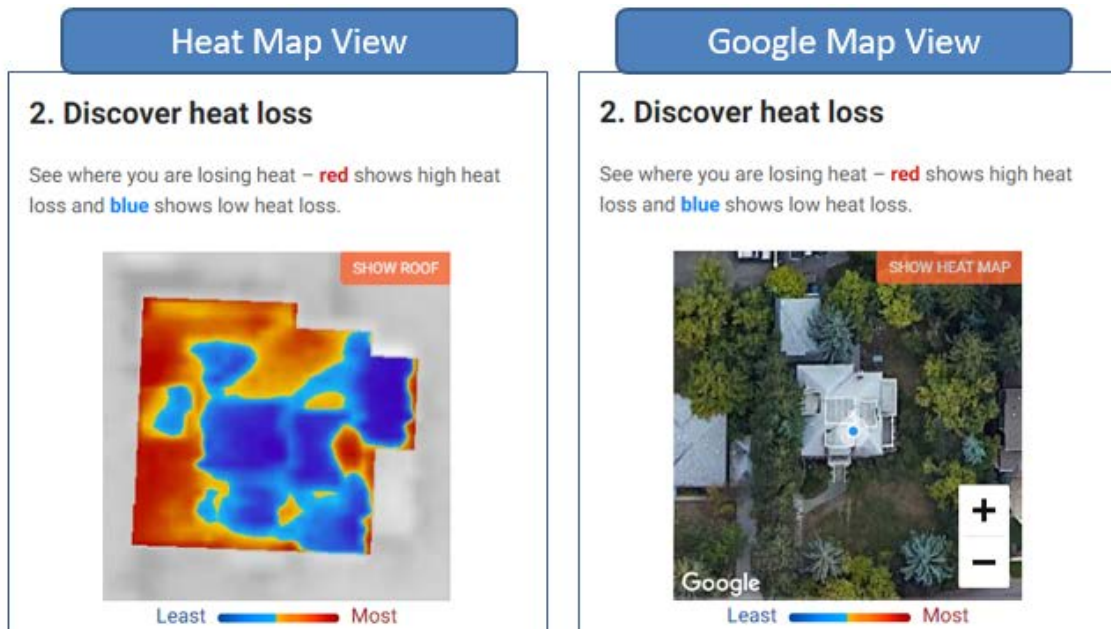 Heat Map View
2. Discover heat loss
See where you are losing heat – red shows high heat
loss and blue shows low heat loss.
SHOW ROOF
Least Most
Google Map View
2. Discover heat loss
See where you are losing heat – red shows high heat
loss and blue shows low heat loss.
SHOW HEAT MAP
+
−
Google
Least Most